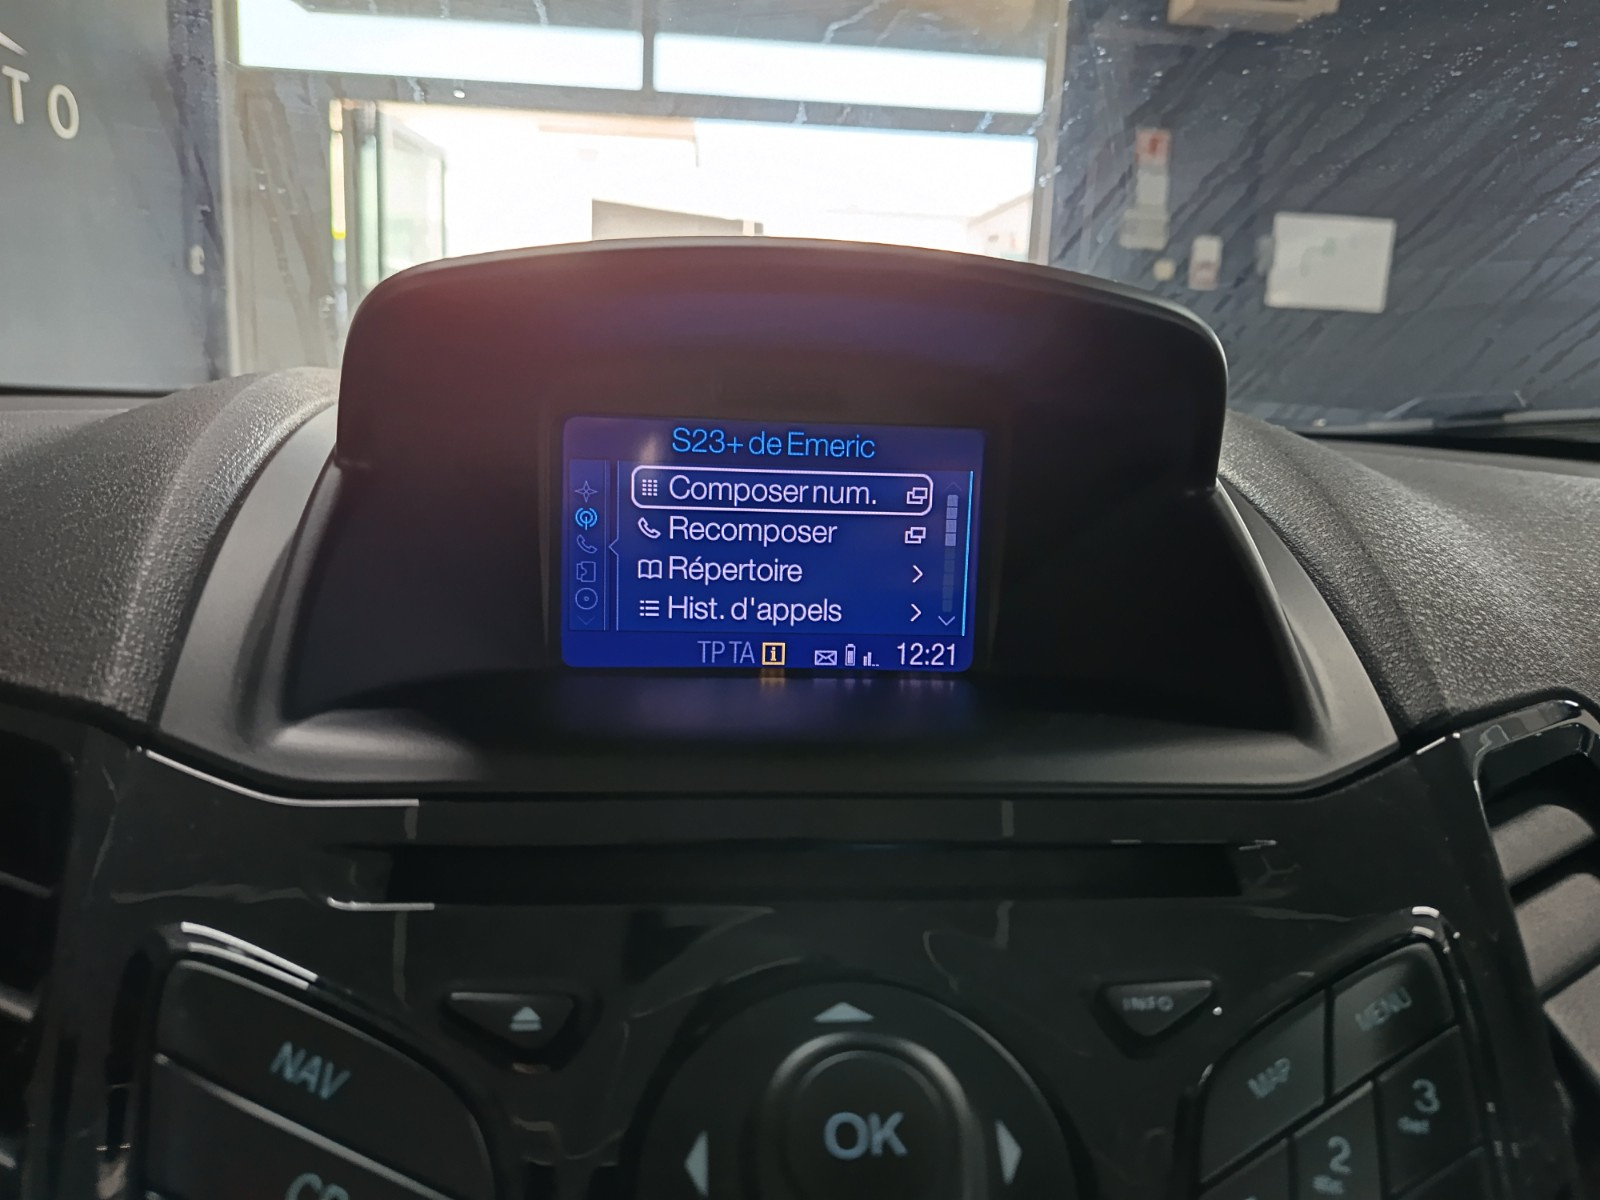 TO
S23+ de Emeric
Composer num.
Recomposer
Répertoire
Hist. d'appels
TP TA i 12:21
INFO
MENU
NAV
MAP
3
OK
2